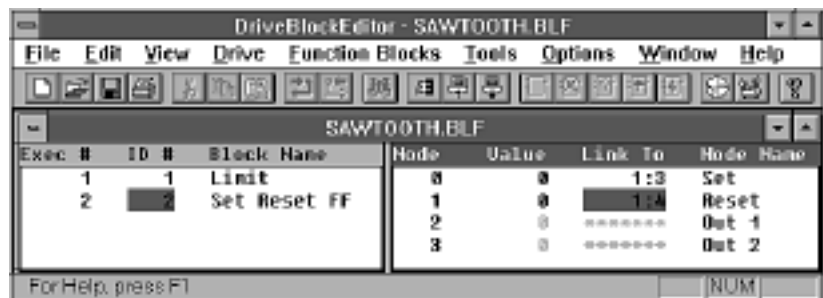 DriveBlockEditor - SAWTOOTH.BLF
File Edit View Drive Function Blocks Tools Options Window Help
SAWTOOTH.BLF
Exec # ID # Block Name Node Value Link To Node Name
1 1 Limit 0 0 1:3 Set
2 2 Set Reset FF 1 0 1:4 Reset
2 0 ******* Out 1
3 0 ******* Out 2
For Help, press F1 NUM